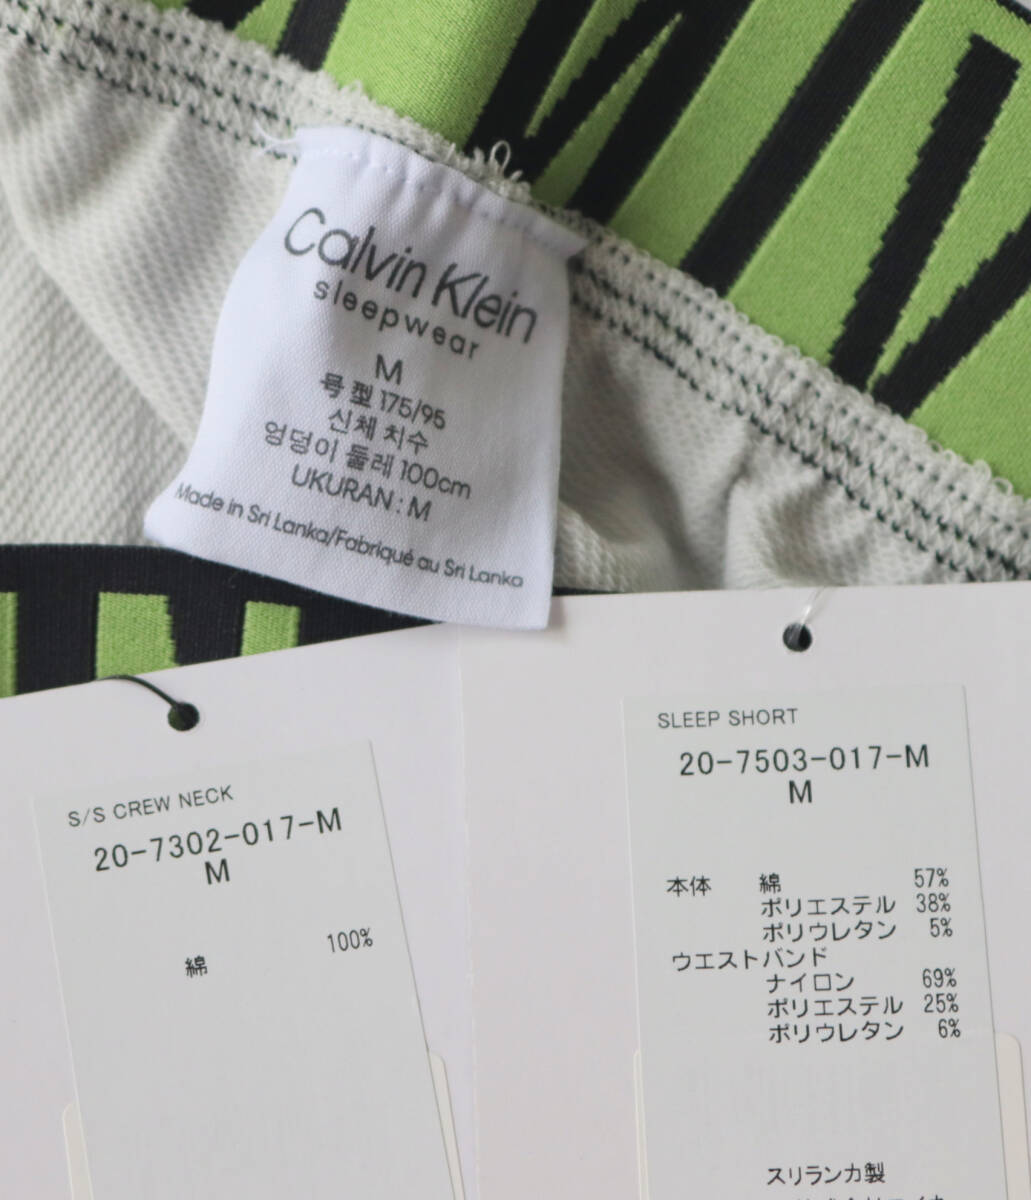 Calvin Klein
sleepwear
M
号型 175/95
신체 치수
엉덩이 둘레 100cm
UKURAN : M
Made in Sri Lanka/Fabriqué au Sri Lanka
S/S CREW NECK
20-7302-017-M
M
綿 100%
SLEEP SHORT
20-7503-017-M
M
本体 綿 57%
ポリエステル 38%
ポリウレタン 5%
ウエストバンド
ナイロン 69%
ポリエステル 25%
ポリウレタン 6%
スリランカ製